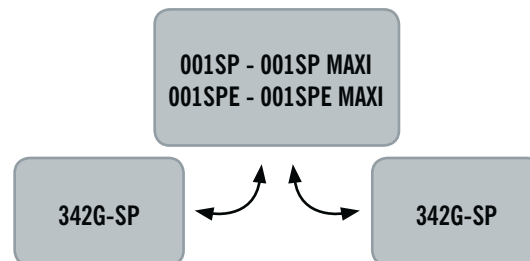 001SP - 001SP MAXI
001SPE - 001SPE MAXI
342G-SP
342G-SP